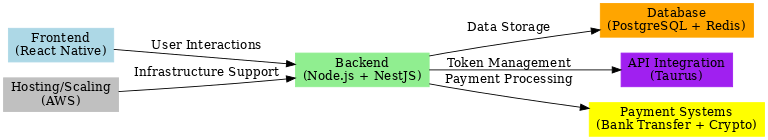 Frontend
(React Native)
User Interactions
Hosting/Scaling
(AWS)
Infrastructure Support
Backend
(Node.js + NestJS)
Data Storage
Token Management
Payment Processing
Database
(PostgreSQL + Redis)
API Integration
(Taurus)
Payment Systems
(Bank Transfer + Crypto)